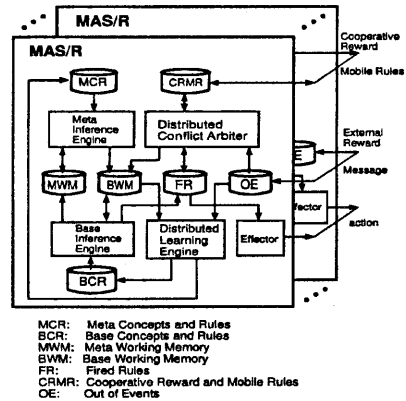 MAS/R
MAS/R
Cooperative
Reward
MCR
CRMR
Mobile Rules
Meta
Inference
Engine
Distributed
Conflict Arbiter
External
Reward
E
MWM
BWM
FR
OE
Message
fector
Base
Inference
Engine
Distributed
Learning
Engine
Effector
action
BCR
MCR: Meta Concepts and Rules
BCR: Base Concepts and Rules
MWM: Meta Working Memory
BWM: Base Working Memory
FR: Fired Rules
CRMR: Cooperative Reward and Mobile Rules
OE: Out of Events